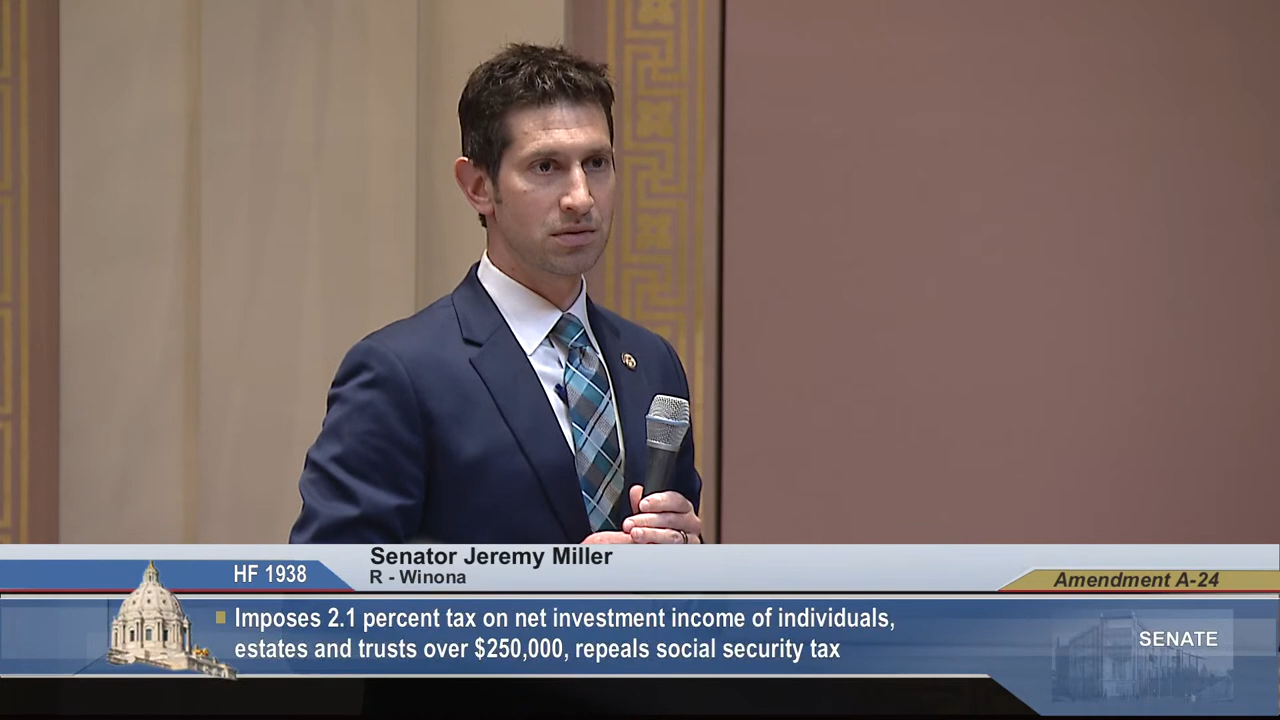 Senator Jeremy Miller
R - Winona
HF 1938
Amendment A-24
Imposes 2.1 percent tax on net investment income of individuals,
estates and trusts over $250,000, repeals social security tax
SENATE